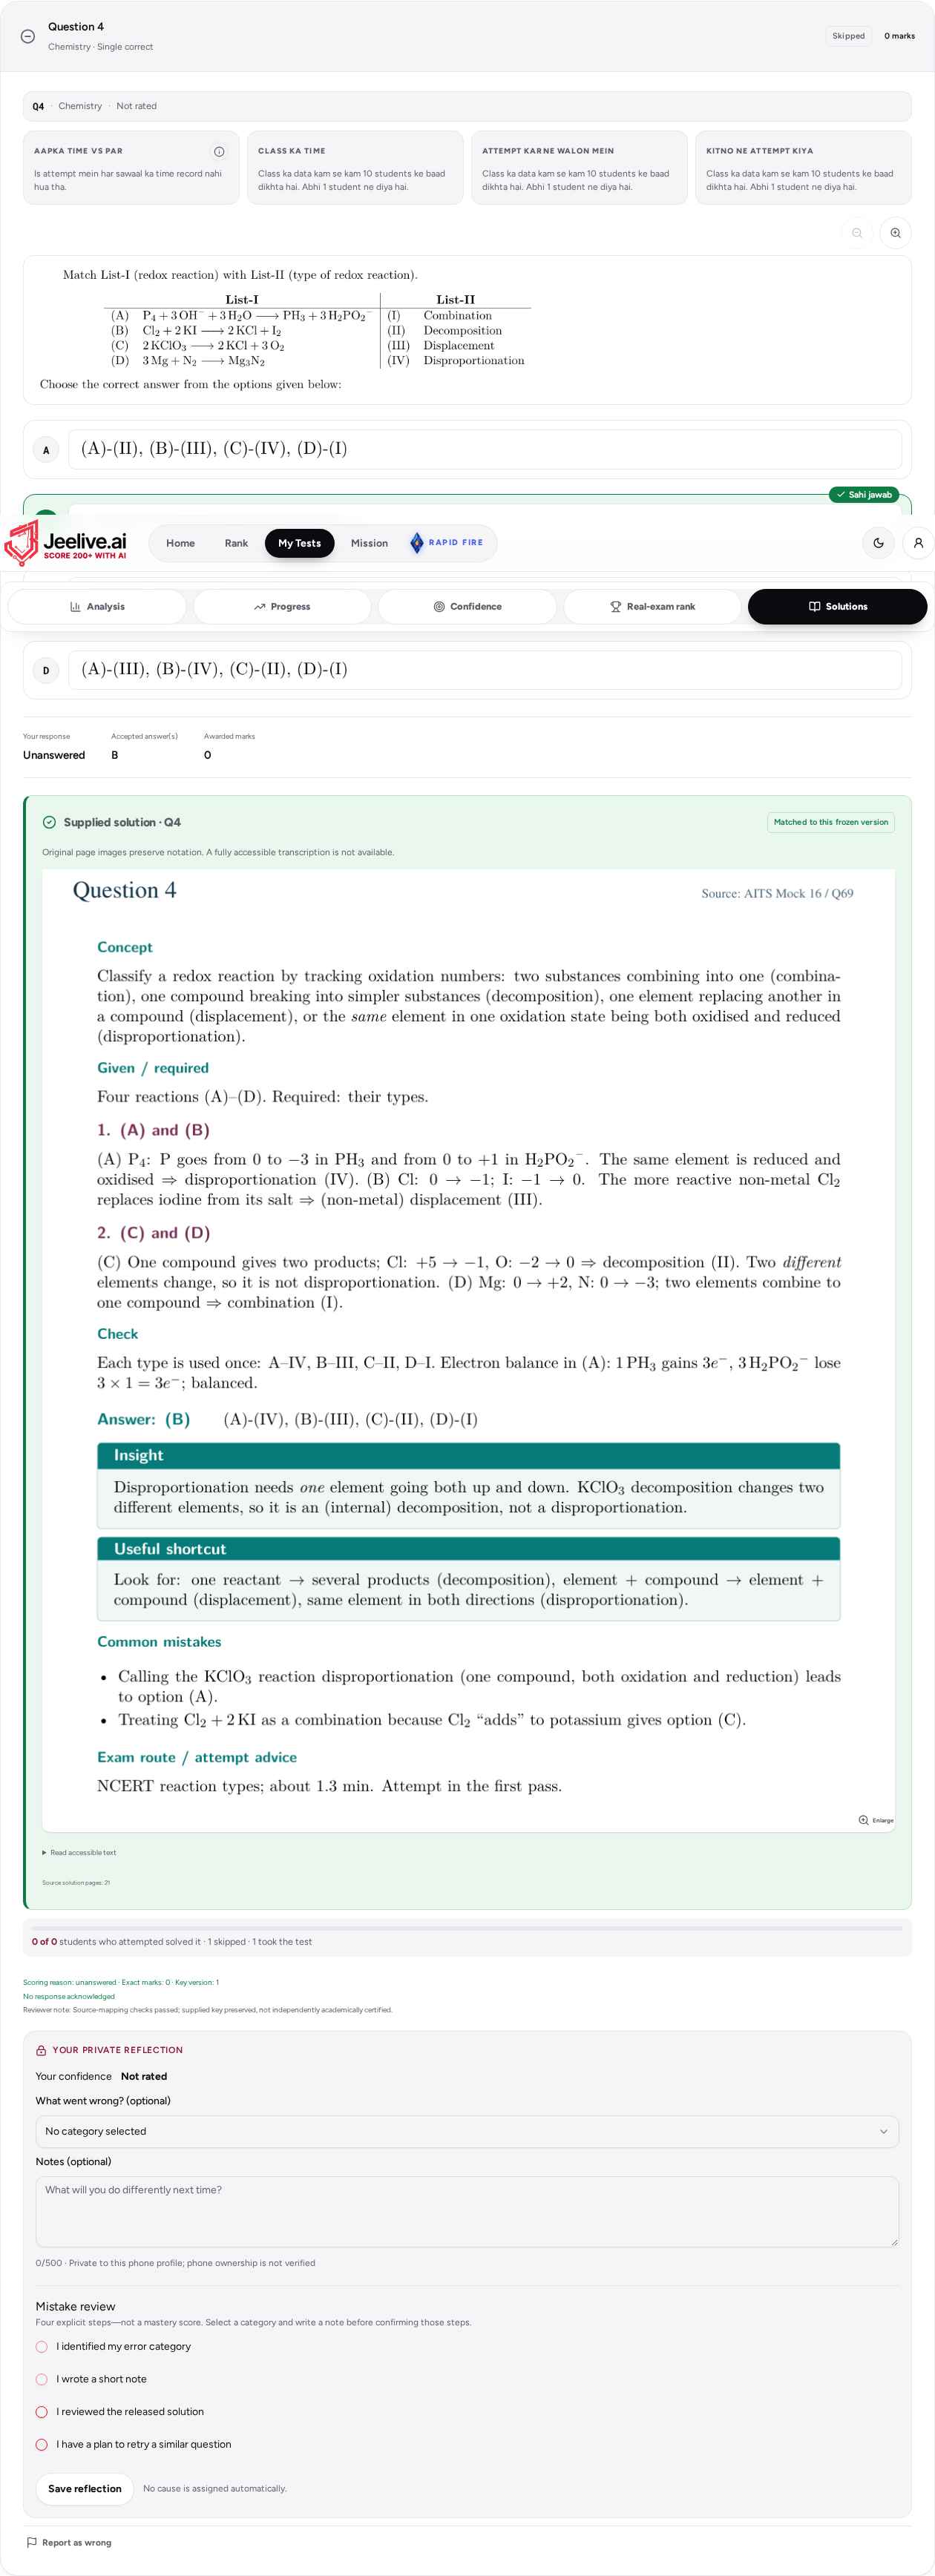 Question 4
Chemistry · Single correct
Skipped
0 marks
Q4 · Chemistry · Not rated
AAPKA TIME VS PAR
Is attempt mein har sawaal ka time record nahi
hua tha.
CLASS KA TIME
Class ka data kam se kam 10 students ke baad
dikhta hai. Abhi 1 student ne diya hai.
ATTEMPT KARNE WALON MEIN
Class ka data kam se kam 10 students ke baad
dikhta hai. Abhi 1 student ne diya hai.
KITNO NE ATTEMPT KIYA
Class ka data kam se kam 10 students ke baad
dikhta hai. Abhi 1 student ne diya hai.
Match List-I (redox reaction) with List-II (type of redox reaction).
List-I List-II
(A) P₄ + 3 OH⁻ + 3 H₂O ⟶ PH₃ + 3 H₂PO₂⁻ (I) Combination
(B) Cl₂ + 2 KI ⟶ 2 KCl + I₂ (II) Decomposition
(C) 2 KClO₃ ⟶ 2 KCl + 3 O₂ (III) Displacement
(D) 3 Mg + N₂ ⟶ Mg₃N₂ (IV) Disproportionation
Choose the correct answer from the options given below:
A (A)-(II), (B)-(III), (C)-(IV), (D)-(I)
Sahi jawab
Jeelive.ai
SCORE 200+ WITH AI
Home
Rank
My Tests
Mission
RAPID FIRE
Analysis
Progress
Confidence
Real-exam rank
Solutions
D (A)-(III), (B)-(IV), (C)-(II), (D)-(I)
Your response Accepted answer(s) Awarded marks
Unanswered B 0
Supplied solution · Q4
Matched to this frozen version
Original page images preserve notation. A fully accessible transcription is not available.
Question 4
Source: AITS Mock 16 / Q69
Concept
Classify a redox reaction by tracking oxidation numbers: two substances combining into one (combina-
tion), one compound breaking into simpler substances (decomposition), one element replacing another in
a compound (displacement), or the same element in one oxidation state being both oxidised and reduced
(disproportionation).
Given / required
Four reactions (A)–(D). Required: their types.
1. (A) and (B)
(A) P₄: P goes from 0 to −3 in PH₃ and from 0 to +1 in H₂PO₂⁻. The same element is reduced and
oxidised ⇒ disproportionation (IV). (B) Cl: 0 → −1; I: −1 → 0. The more reactive non-metal Cl₂
replaces iodine from its salt ⇒ (non-metal) displacement (III).
2. (C) and (D)
(C) One compound gives two products; Cl: +5 → −1, O: −2 → 0 ⇒ decomposition (II). Two different
elements change, so it is not disproportionation. (D) Mg: 0 → +2, N: 0 → −3; two elements combine to
one compound ⇒ combination (I).
Check
Each type is used once: A–IV, B–III, C–II, D–I. Electron balance in (A): 1 PH₃ gains 3e⁻, 3 H₂PO₂⁻ lose
3 × 1 = 3e⁻; balanced.
Answer: (B) (A)-(IV), (B)-(III), (C)-(II), (D)-(I)
Insight
Disproportionation needs one element going both up and down. KClO₃ decomposition changes two
different elements, so it is an (internal) decomposition, not a disproportionation.
Useful shortcut
Look for: one reactant → several products (decomposition), element + compound → element +
compound (displacement), same element in both directions (disproportionation).
Common mistakes
• Calling the KClO₃ reaction disproportionation (one compound, both oxidation and reduction) leads
to option (A).
• Treating Cl₂ + 2 KI as a combination because Cl₂ “adds” to potassium gives option (C).
Exam route / attempt advice
NCERT reaction types; about 1.3 min. Attempt in the first pass.
Enlarge
Read accessible text
Source solution pages: 21
0 of 0 students who attempted solved it · 1 skipped · 1 took the test
Scoring reason: unanswered · Exact marks: 0 · Key version: 1
No response acknowledged
Reviewer note: Source-mapping checks passed; supplied key preserved, not independently academically certified.
YOUR PRIVATE REFLECTION
Your confidence Not rated
What went wrong? (optional)
No category selected
Notes (optional)
What will you do differently next time?
0/500 · Private to this phone profile; phone ownership is not verified
Mistake review
Four explicit steps—not a mastery score. Select a category and write a note before confirming those steps.
I identified my error category
I wrote a short note
I reviewed the released solution
I have a plan to retry a similar question
Save reflection
No cause is assigned automatically.
Report as wrong